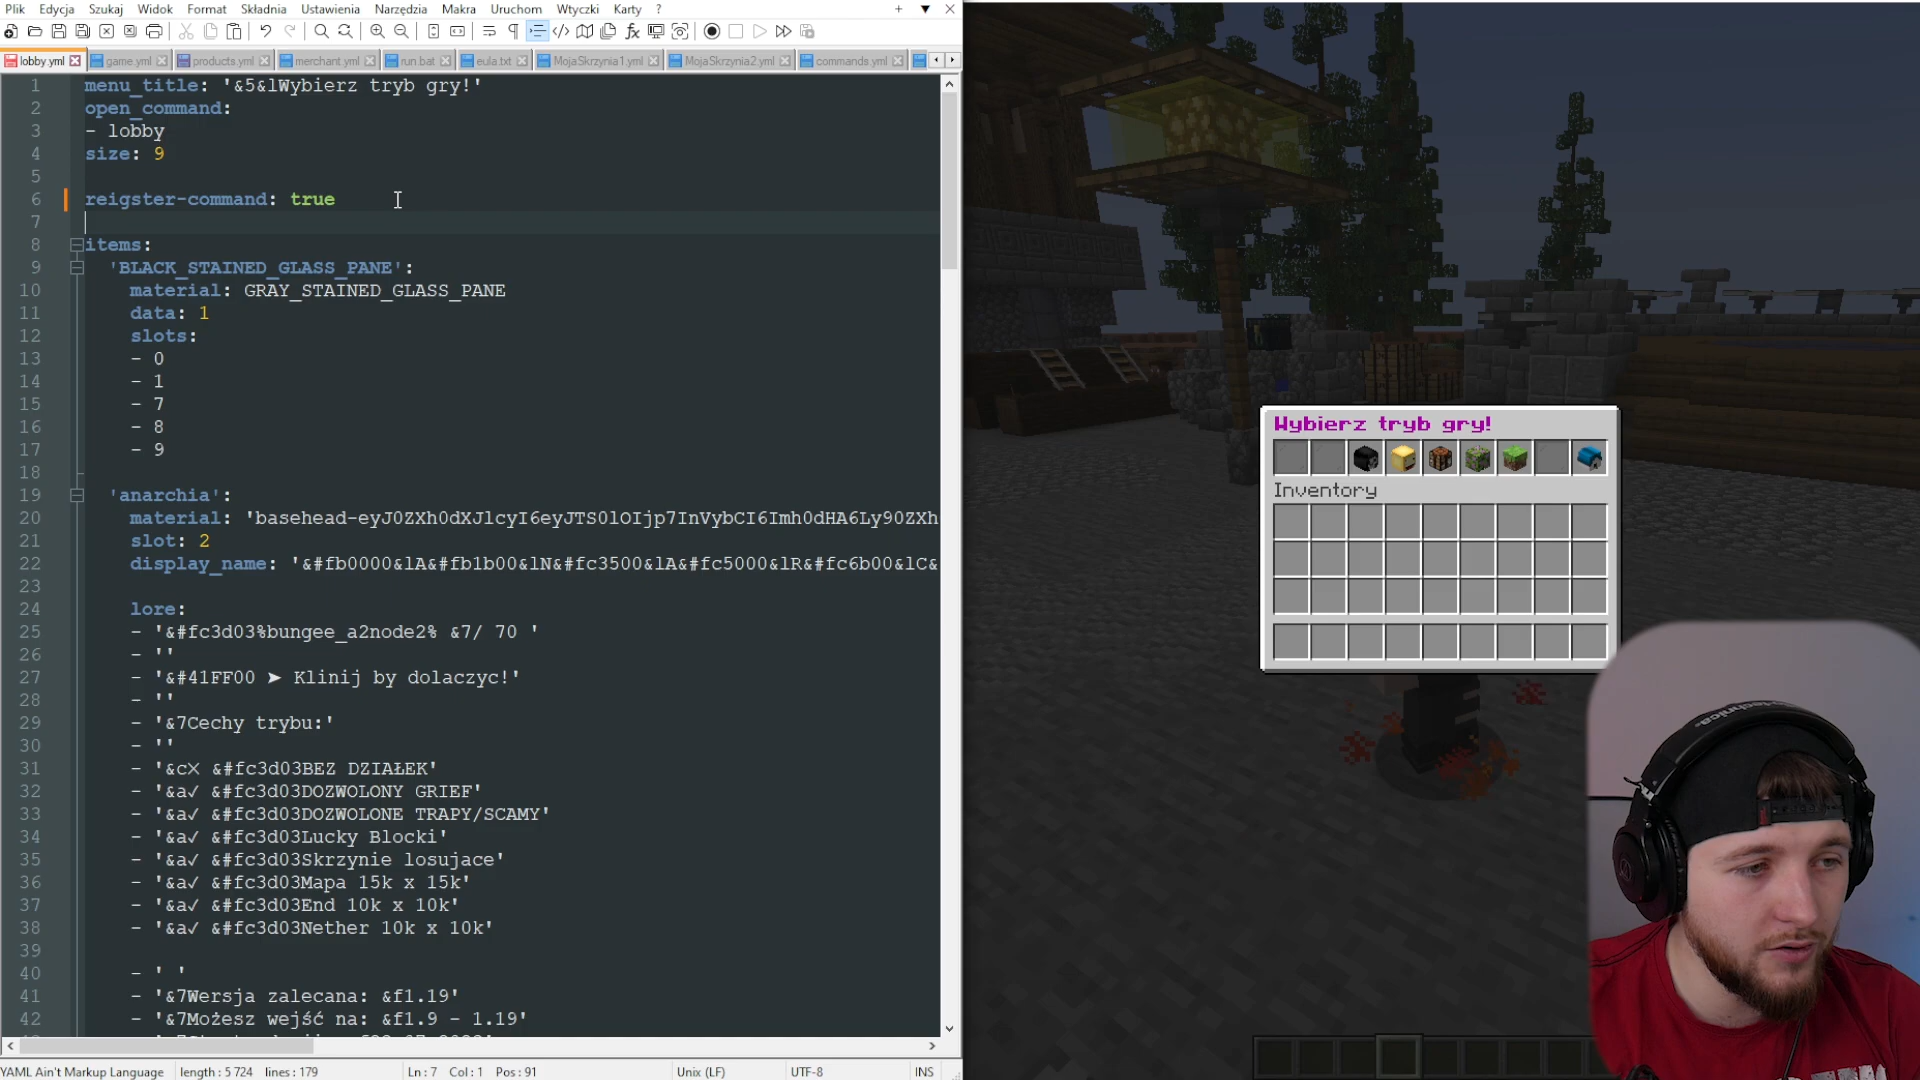 Plik Edycja Szukaj Widok Format Składnia Ustawienia Narzędzia Makra Uruchom Wtyczki Karty ?
lobby.yml game.yml products.yml merchant.yml run.bat eula.txt MojaSkrzynia1.yml MojaSkrzynia2.yml commands.yml
1 menu_title: '&5&lWybierz tryb gry!'
2 open_command:
3 - lobby
4 size: 9
5
6 reigster-command: true
7
8 items:
9 'BLACK_STAINED_GLASS_PANE':
10 material: GRAY_STAINED_GLASS_PANE
11 data: 1
12 slots:
13 - 0
14 - 1
15 - 7
16 - 8
17 - 9
18
19 'anarchia':
20 material: 'basehead-eyJ0ZXh0dXJlcyI6eyJTS0lOIjp7InVybCI6Imh0dHA6Ly90ZXh
21 slot: 2
22 display_name: '&#fb0000&lA&#fb1b00&lN&#fc3500&lA&#fc5000&lR&#fc6b00&lC&
23
24 lore:
25 - '&#fc3d03%bungee_a2node2% &7/ 70 '
26 - ''
27 - '&#41FF00 ➤ Klinij by dolaczyc!'
28 - ''
29 - '&7Cechy trybu:'
30 - ''
31 - '&c✕ &#fc3d03BEZ DZIAŁEK'
32 - '&a✓ &#fc3d03DOZWOLONY GRIEF'
33 - '&a✓ &#fc3d03DOZWOLONE TRAPY/SCAMY'
34 - '&a✓ &#fc3d03Lucky Blocki'
35 - '&a✓ &#fc3d03Skrzynie losujace'
36 - '&a✓ &#fc3d03Mapa 15k x 15k'
37 - '&a✓ &#fc3d03End 10k x 10k'
38 - '&a✓ &#fc3d03Nether 10k x 10k'
39
40 - ' '
41 - '&7Wersja zalecana: &f1.19'
42 - '&7Możesz wejść na: &f1.9 - 1.19'
YAML Ain't Markup Language length : 5 724 lines : 179 Ln : 7 Col : 1 Pos : 91 Unix (LF) UTF-8 INS
Wybierz tryb gry!
Inventory